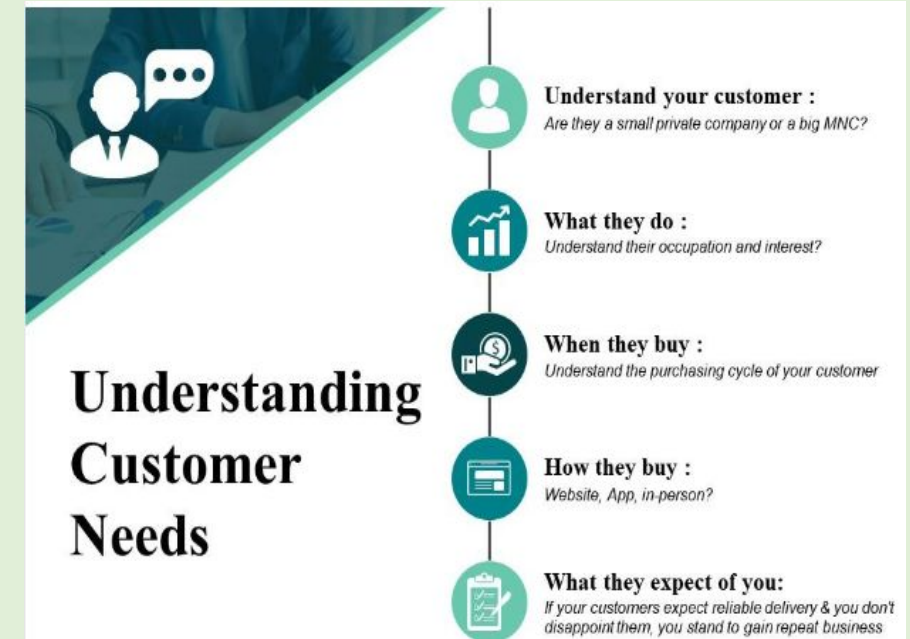 Understanding
Customer
Needs
Understand your customer :
Are they a small private company or a big MNC?
What they do :
Understand their occupation and interest?
When they buy :
Understand the purchasing cycle of your customer
How they buy :
Website, App, in-person?
What they expect of you:
If your customers expect reliable delivery & you don't
disappoint them, you stand to gain repeat business